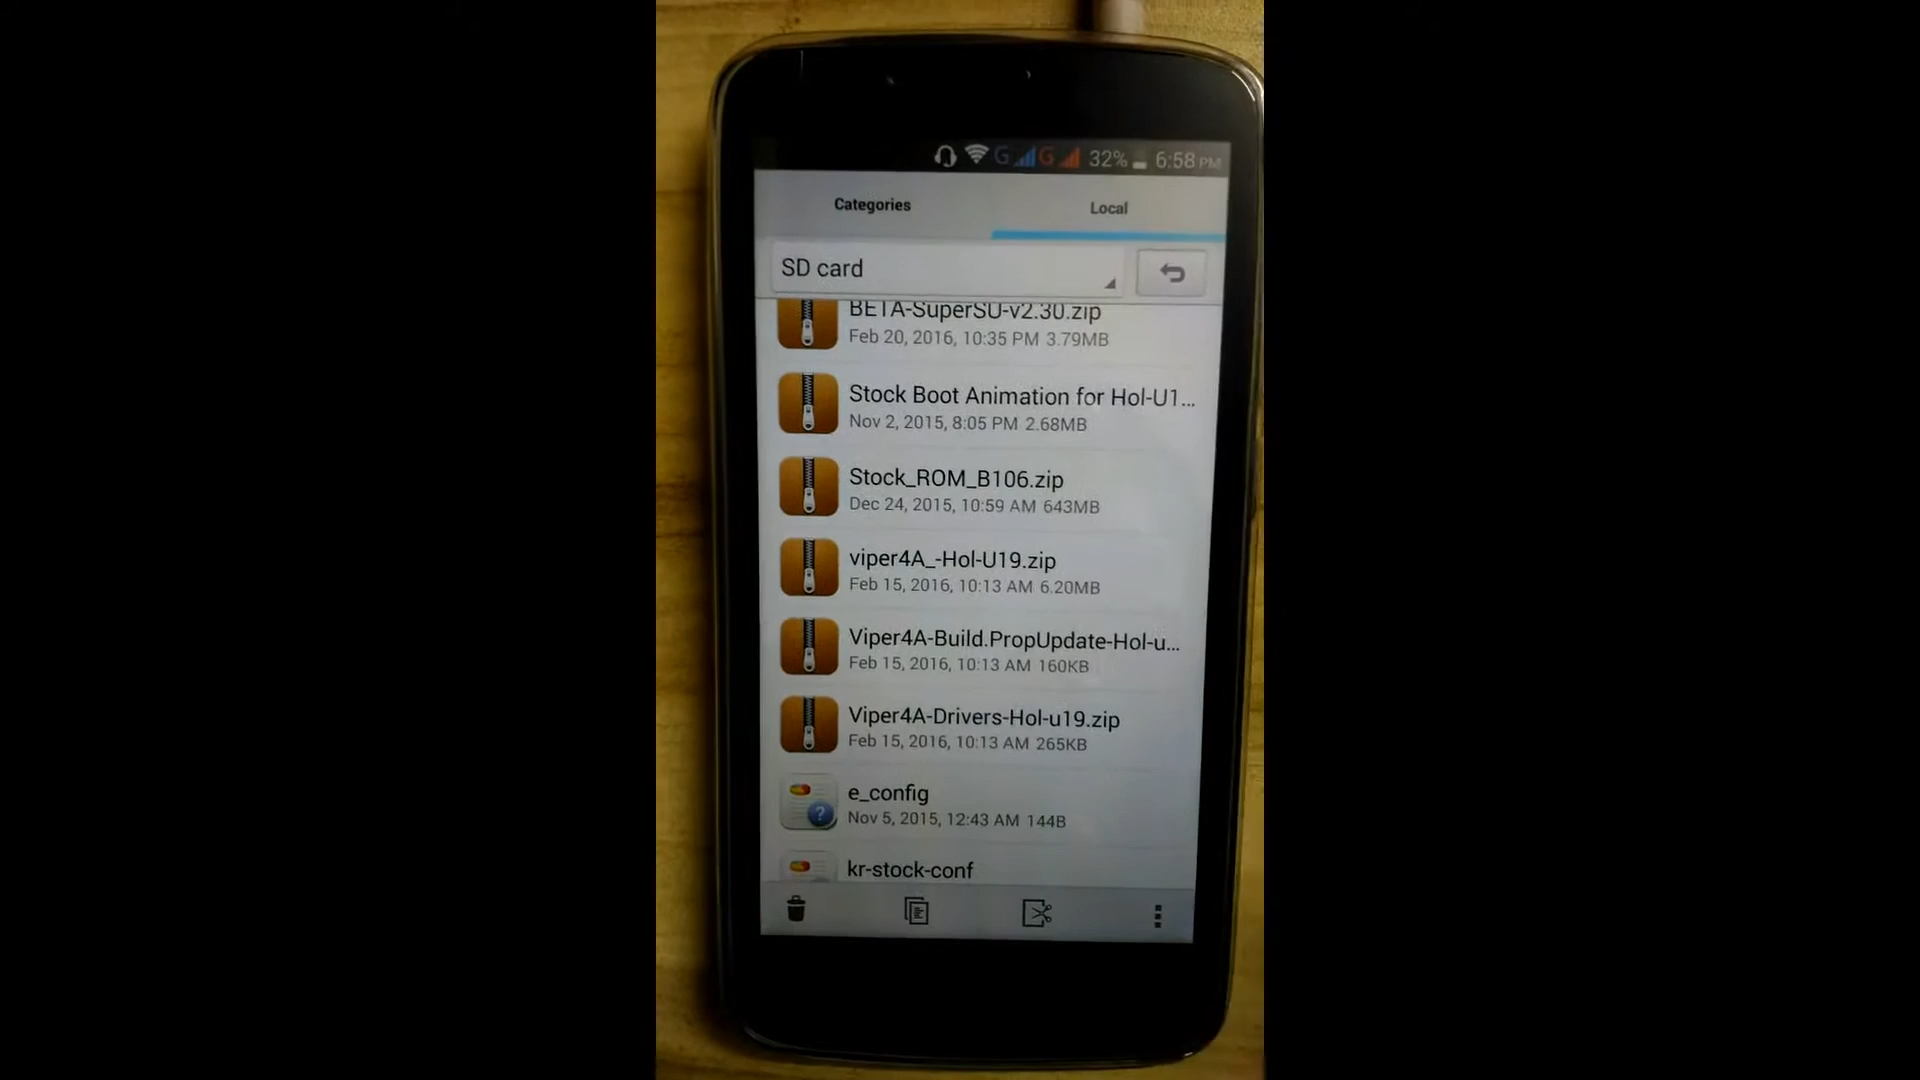 G G 32% 6:58 PM
Categories Local
SD card
BETA-SuperSU-v2.30.zip
Feb 20, 2016, 10:35 PM 3.79MB
Stock Boot Animation for Hol-U1...
Nov 2, 2015, 8:05 PM 2.68MB
Stock_ROM_B106.zip
Dec 24, 2015, 10:59 AM 643MB
viper4A_-Hol-U19.zip
Feb 15, 2016, 10:13 AM 6.20MB
Viper4A-Build.PropUpdate-Hol-u...
Feb 15, 2016, 10:13 AM 160KB
Viper4A-Drivers-Hol-u19.zip
Feb 15, 2016, 10:13 AM 265KB
?
e_config
Nov 5, 2015, 12:43 AM 144B
kr-stock-conf